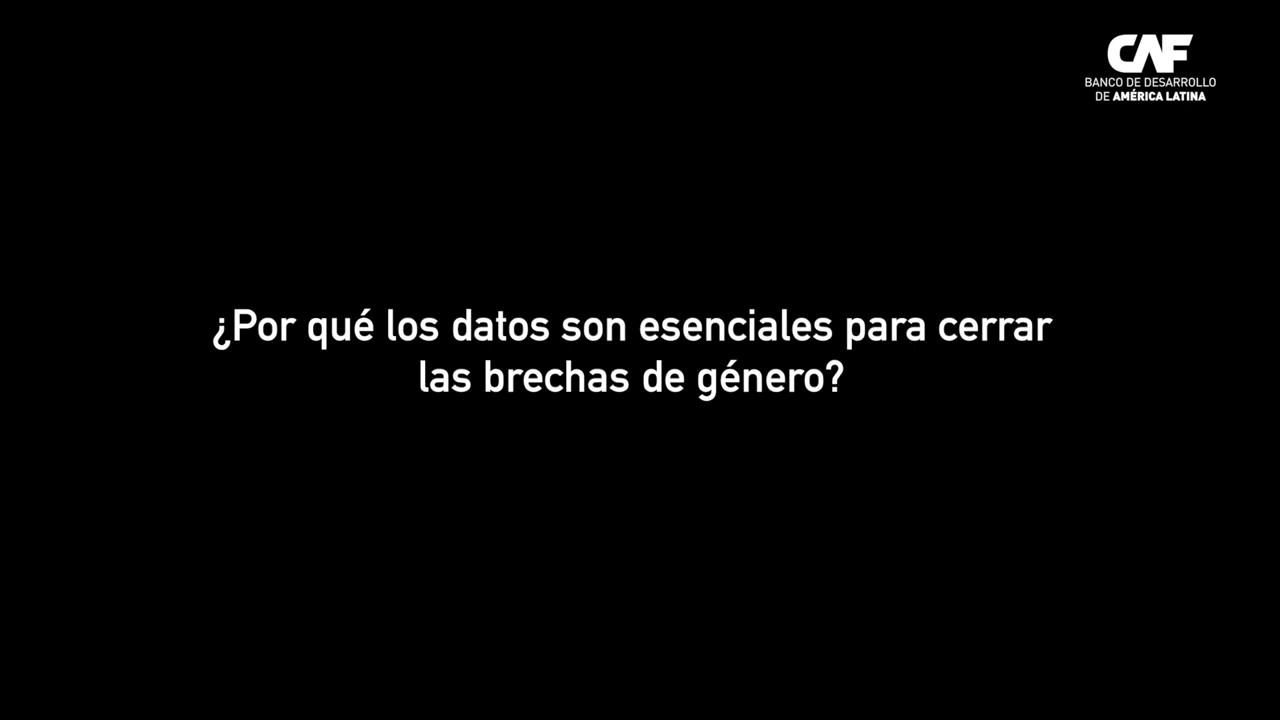 CAF
BANCO DE DESARROLLO
DE AMÉRICA LATINA
¿Por qué los datos son esenciales para cerrar
las brechas de género?